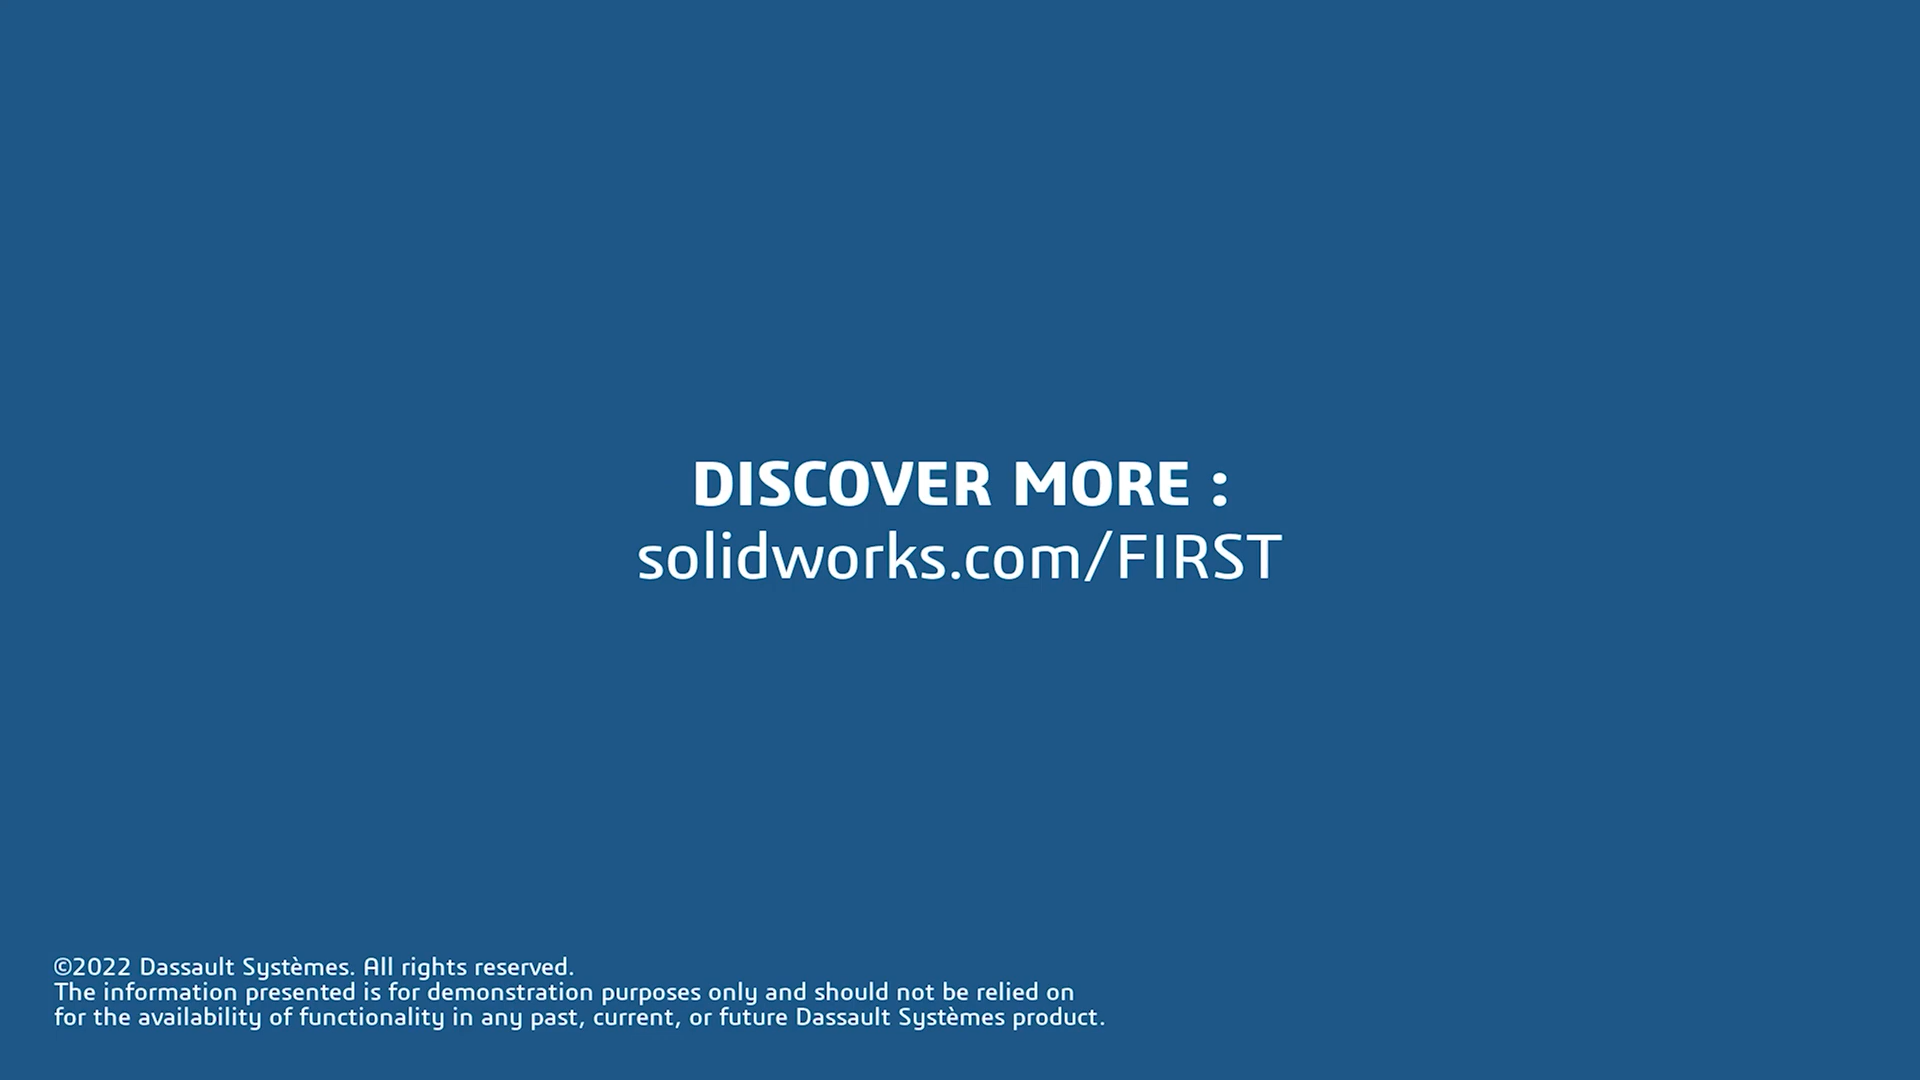 DISCOVER MORE :
solidworks.com/FIRST
©2022 Dassault Systèmes. All rights reserved.
The information presented is for demonstration purposes only and should not be relied on
for the availability of functionality in any past, current, or future Dassault Systèmes product.